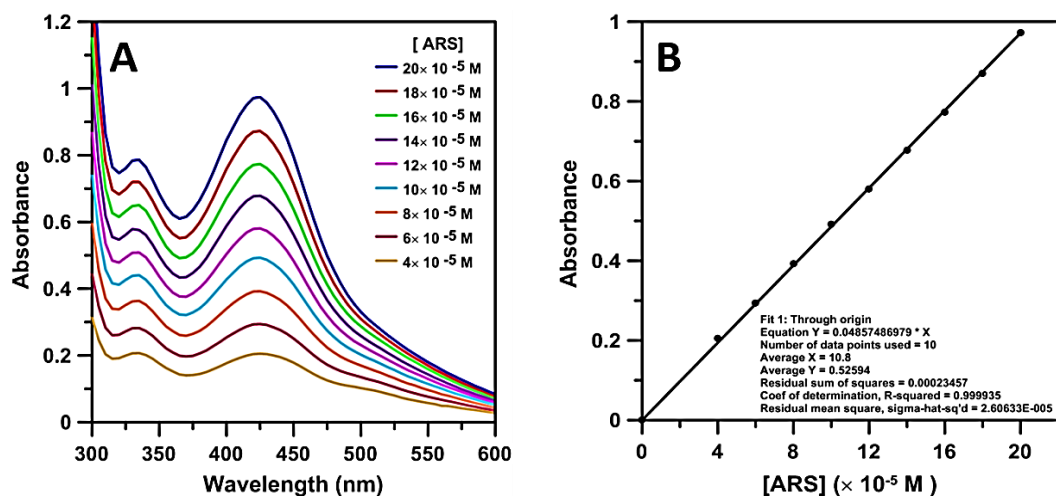 A
[ ARS]
20× 10 -5 M
18× 10 -5 M
16× 10 -5 M
14× 10 -5 M
12× 10 -5 M
10× 10 -5 M
8× 10 -5 M
6× 10 -5 M
4× 10 -5 M
1.2
1
0.8
0.6
0.4
0.2
0
Absorbance
300 350 400 450 500 550 600
Wavelength (nm)
B
1
0.8
0.6
0.4
0.2
0
Absorbance
Fit 1: Through origin
Equation Y = 0.04857486979 * X
Number of data points used = 10
Average X = 10.8
Average Y = 0.52594
Residual sum of squares = 0.00023457
Coef of determination, R-squared = 0.999935
Residual mean square, sigma-hat-sq'd = 2.60633E-005
0 4 8 12 16 20
[ARS] (× 10-5 M)